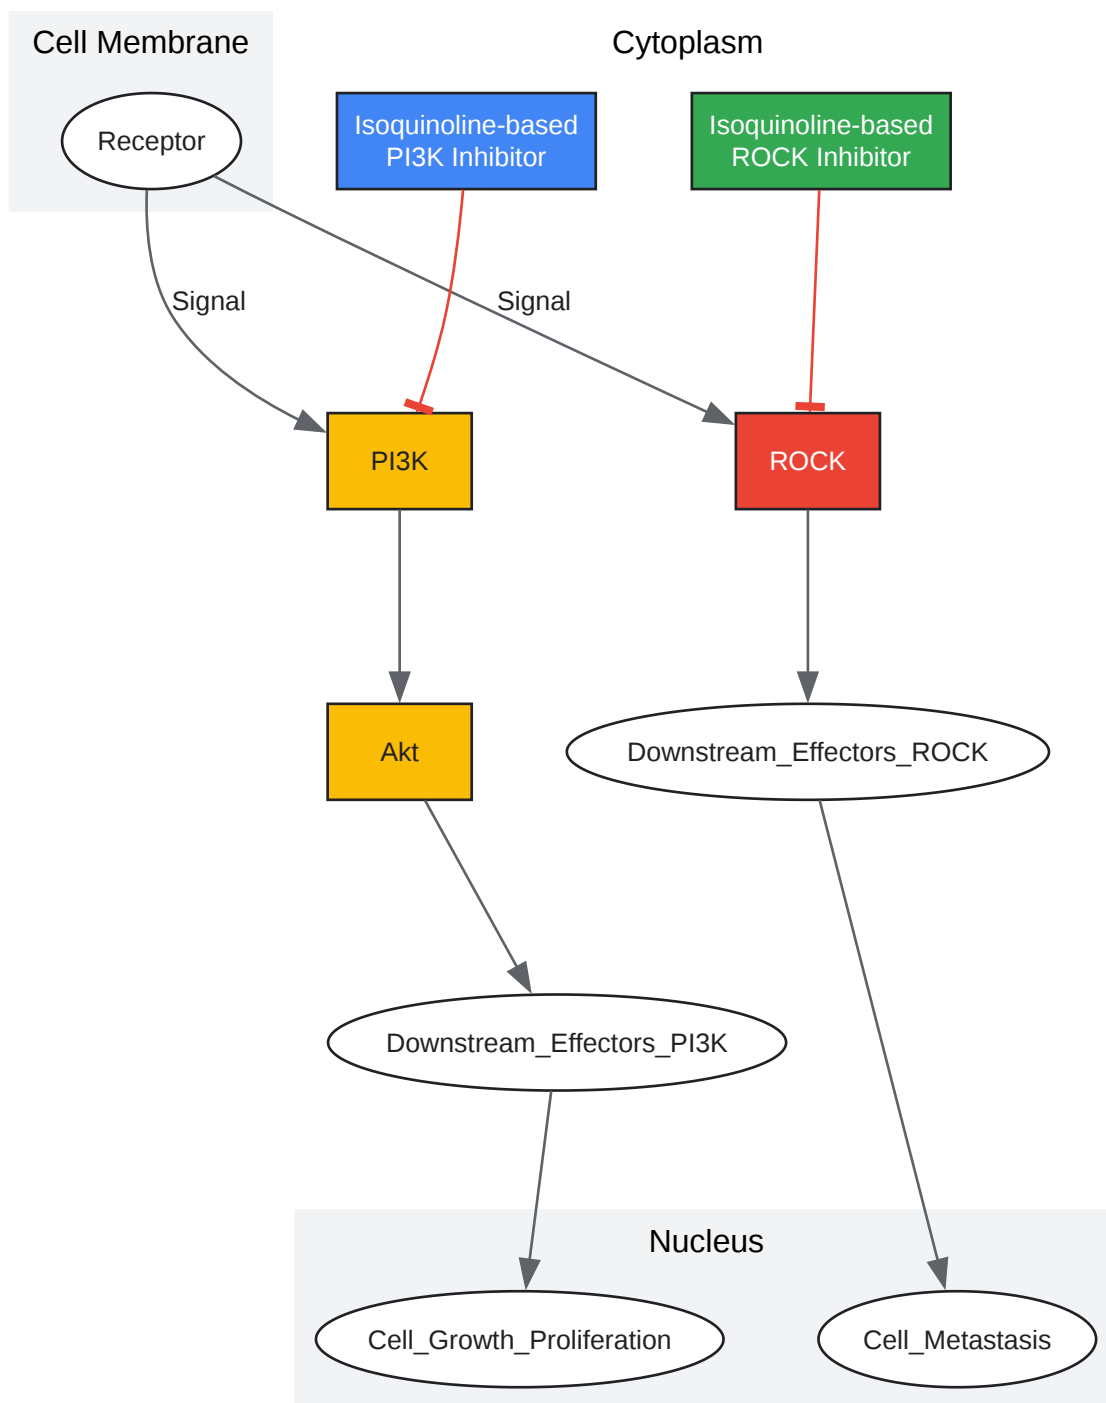 Cell Membrane
Cytoplasm
Receptor
Isoquinoline-based
PI3K Inhibitor
Isoquinoline-based
ROCK Inhibitor
Signal
Signal
PI3K
ROCK
Akt
Downstream_Effectors_ROCK
Downstream_Effectors_PI3K
Nucleus
Cell_Growth_Proliferation
Cell_Metastasis